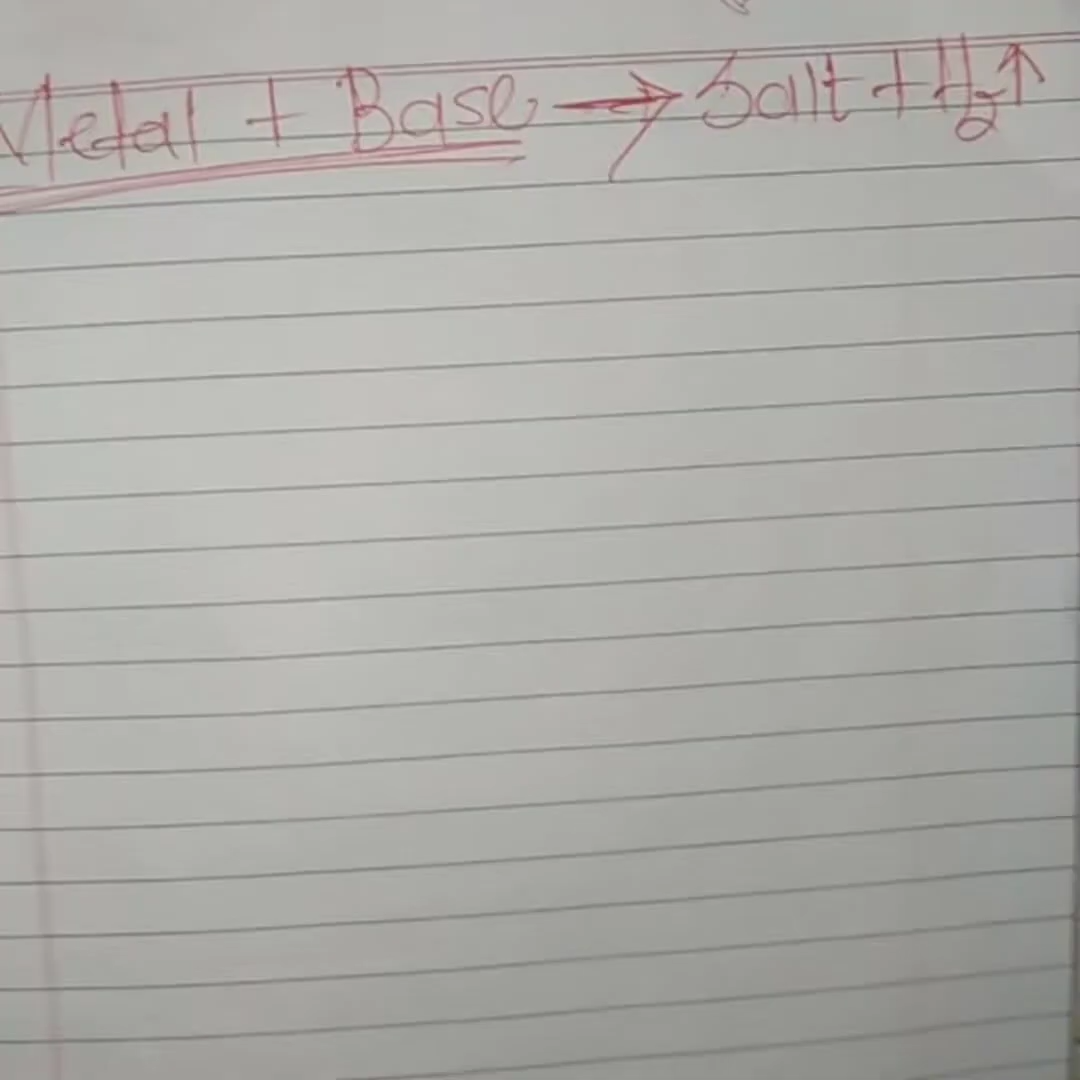 Metal + Base → Salt + H₂↑